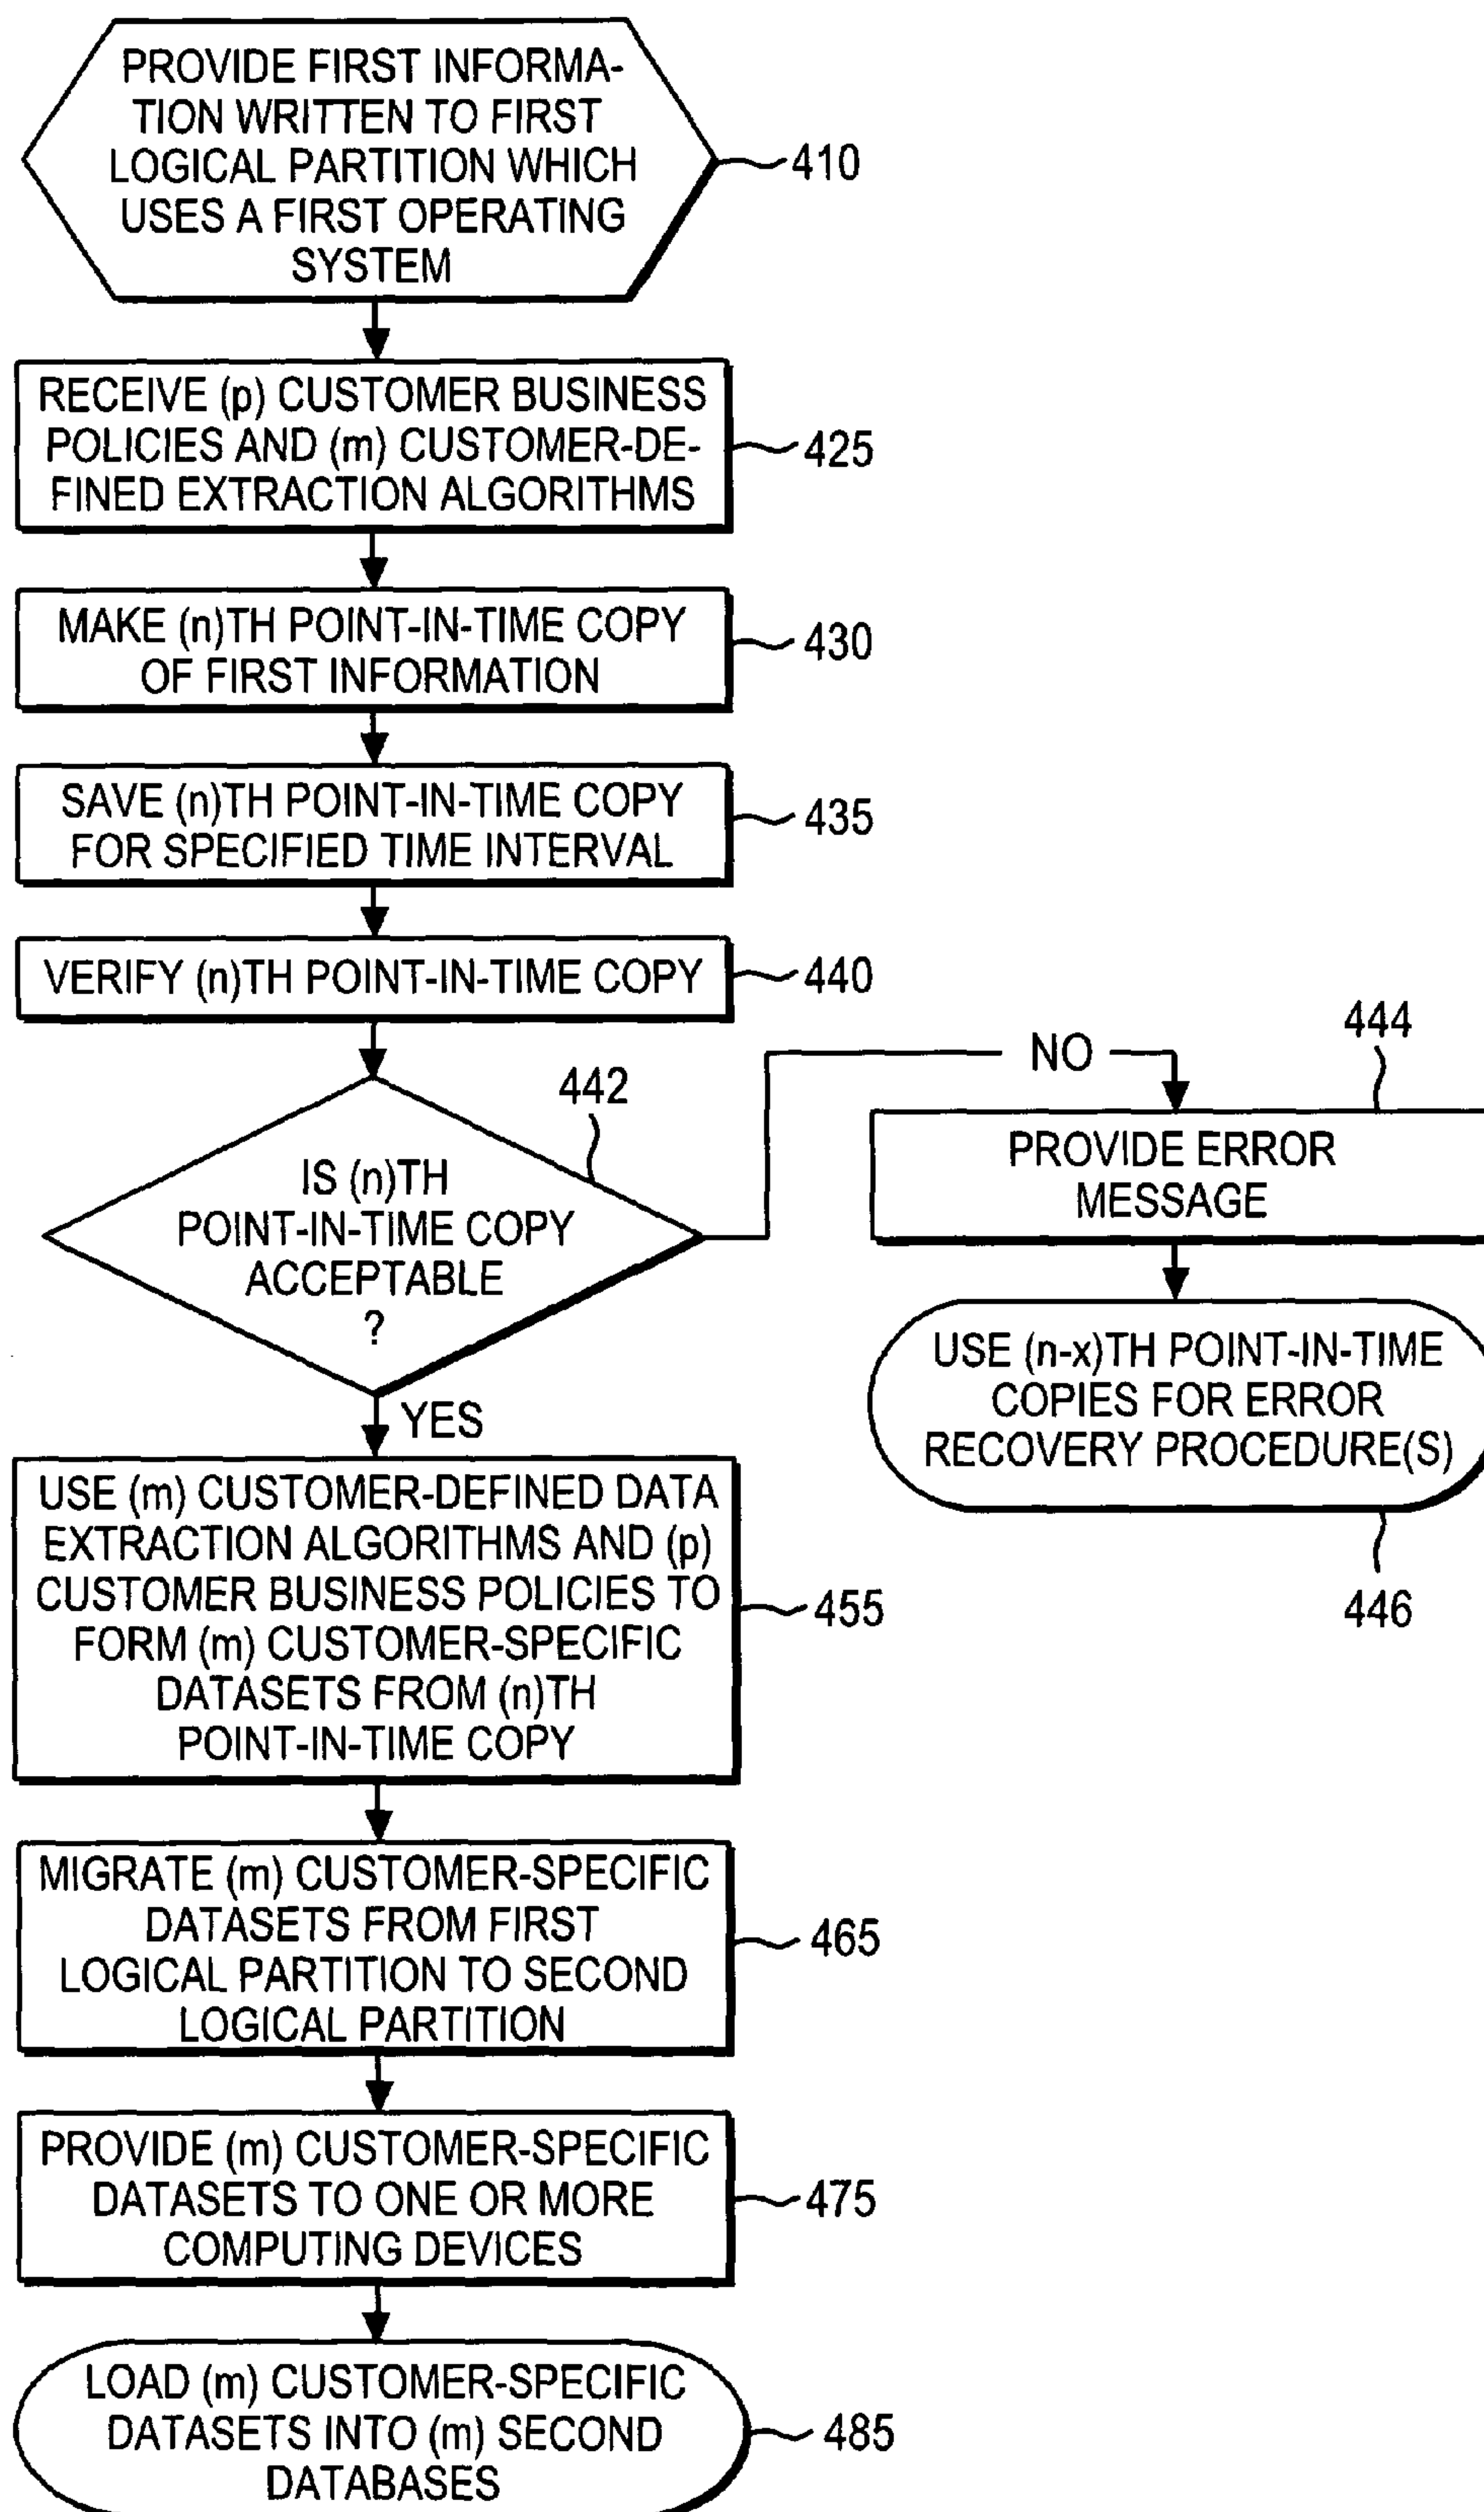 PROVIDE FIRST INFORMA-
TION WRITTEN TO FIRST
LOGICAL PARTITION WHICH
USES A FIRST OPERATING
SYSTEM
410
RECEIVE (p) CUSTOMER BUSINESS
POLICIES AND (m) CUSTOMER-DE-
FINED EXTRACTION ALGORITHMS
425
MAKE (n)TH POINT-IN-TIME COPY
OF FIRST INFORMATION
430
SAVE (n)TH POINT-IN-TIME COPY
FOR SPECIFIED TIME INTERVAL
435
VERIFY (n)TH POINT-IN-TIME COPY
440
442
IS (n)TH
POINT-IN-TIME COPY
ACCEPTABLE
?
NO
444
PROVIDE ERROR
MESSAGE
USE (n-x)TH POINT-IN-TIME
COPIES FOR ERROR
RECOVERY PROCEDURE(S)
446
YES
USE (m) CUSTOMER-DEFINED DATA
EXTRACTION ALGORITHMS AND (p)
CUSTOMER BUSINESS POLICIES TO
FORM (m) CUSTOMER-SPECIFIC
DATASETS FROM (n)TH
POINT-IN-TIME COPY
455
MIGRATE (m) CUSTOMER-SPECIFIC
DATASETS FROM FIRST
LOGICAL PARTITION TO SECOND
LOGICAL PARTITION
465
PROVIDE (m) CUSTOMER-SPECIFIC
DATASETS TO ONE OR MORE
COMPUTING DEVICES
475
LOAD (m) CUSTOMER-SPECIFIC
DATASETS INTO (m) SECOND
DATABASES
485